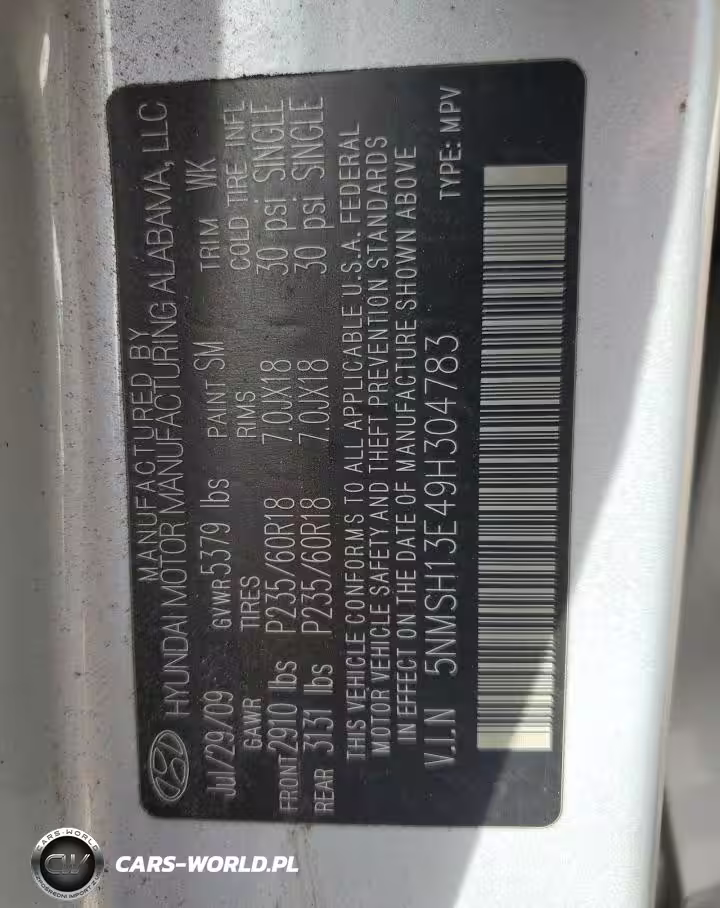 MANUFACTURED BY
HYUNDAI MOTOR MANUFACTURING ALABAMA, LLC
Jul/29/09 GVWR 5379 lbs PAINT SM TRIM WK
GAWR TIRES RIMS COLD TIRE INFL
FRONT 2910 lbs P235/60R18 7.0JX18 30 psi SINGLE
REAR 3131 lbs P235/60R18 7.0JX18 30 psi SINGLE
THIS VEHICLE CONFORMS TO ALL APPLICABLE U.S.A. FEDERAL
MOTOR VEHICLE SAFETY AND THEFT PREVENTION STANDARDS
IN EFFECT ON THE DATE OF MANUFACTURE SHOWN ABOVE
V.I.N 5NMSH13E49H304783 TYPE: MPV
CARS-WORLD
CW
CARS-WORLD.PL